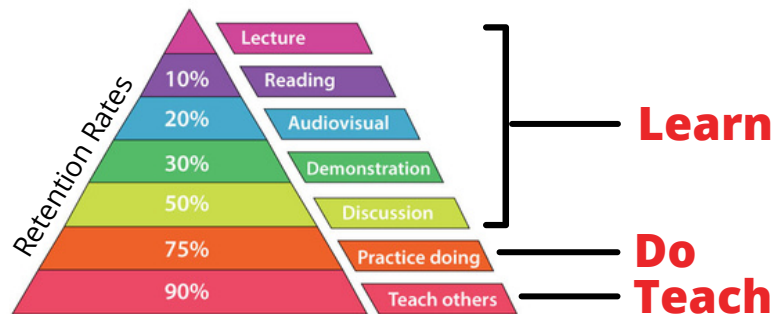 Retention Rates
Lecture
10% Reading
20% Audiovisual
30% Demonstration
50% Discussion
75% Practice doing
90% Teach others
Learn
Do
Teach